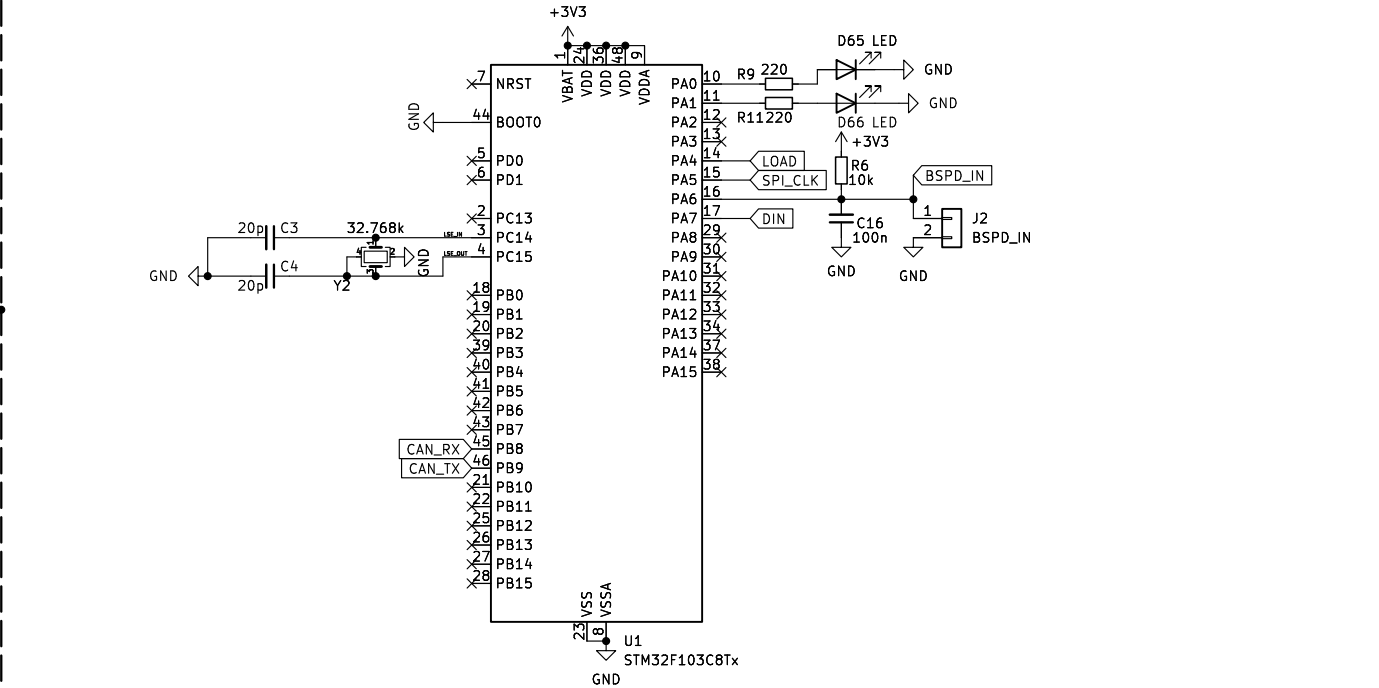 +3V3
1
24
36
48
9
VBAT
VDD
VDD
VDD
VDDA
7 NRST
GND
44 BOOT0
5 PD0
6 PD1
2 PC13
32.768k
20p C3
LSE_IN 3 PC14
1
4
2
3
GND
LSE_OUT 4 PC15
GND
20p C4
Y2
18 PB0
19 PB1
20 PB2
39 PB3
40 PB4
41 PB5
42 PB6
43 PB7
CAN_RX 45 PB8
CAN_TX 46 PB9
21 PB10
22 PB11
25 PB12
26 PB13
27 PB14
28 PB15
PA0 10 R9 220
D65 LED
GND
PA1 11 R11 220
D66 LED
GND
PA2 12
PA3 13
+3V3
PA4 14 LOAD
R6
10k
PA5 15 SPI_CLK
BSPD_IN
PA6 16
PA7 17 DIN
C16
100n
GND
1
2
J2
BSPD_IN
GND
PA8 29
PA9 30
PA10 31
PA11 32
PA12 33
PA13 34
PA14 37
PA15 38
VSS
VSSA
23
8
U1
STM32F103C8Tx
GND